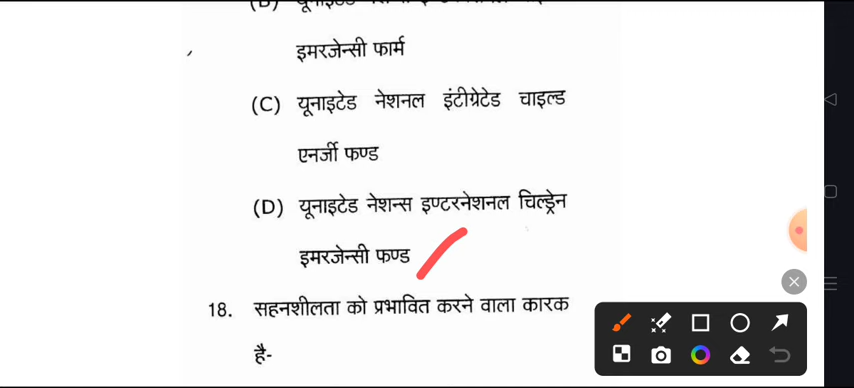 (B)
इमरजेन्सी फार्म
(C) यूनाइटेड नेशनल इंटीग्रेटेड चाइल्ड
एनर्जी फण्ड
(D) यूनाइटेड नेशन्स इण्टरनेशनल चिल्ड्रेन
इमरजेन्सी फण्ड
18. सहनशीलता को प्रभावित करने वाला कारक
है-